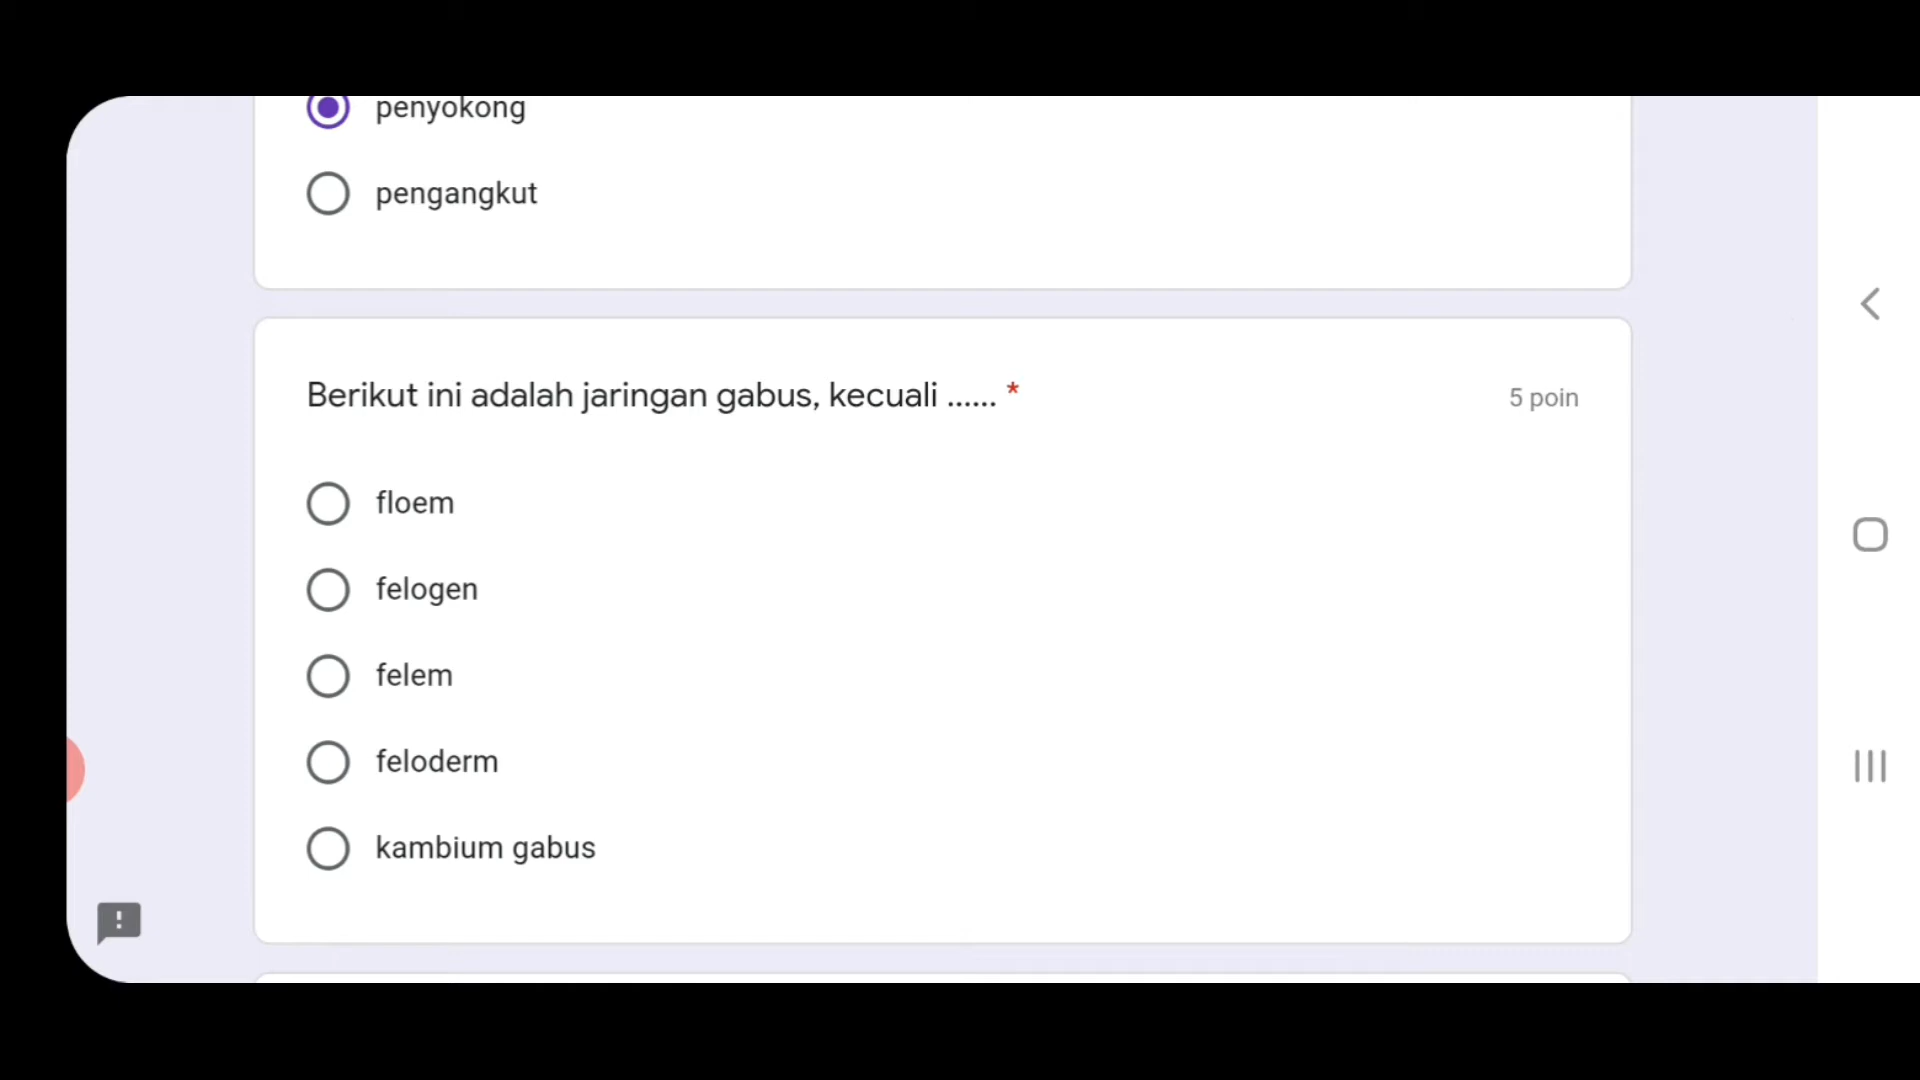 penyokong
pengangkut
Berikut ini adalah jaringan gabus, kecuali ...... *
5 poin
floem
felogen
felem
feloderm
kambium gabus